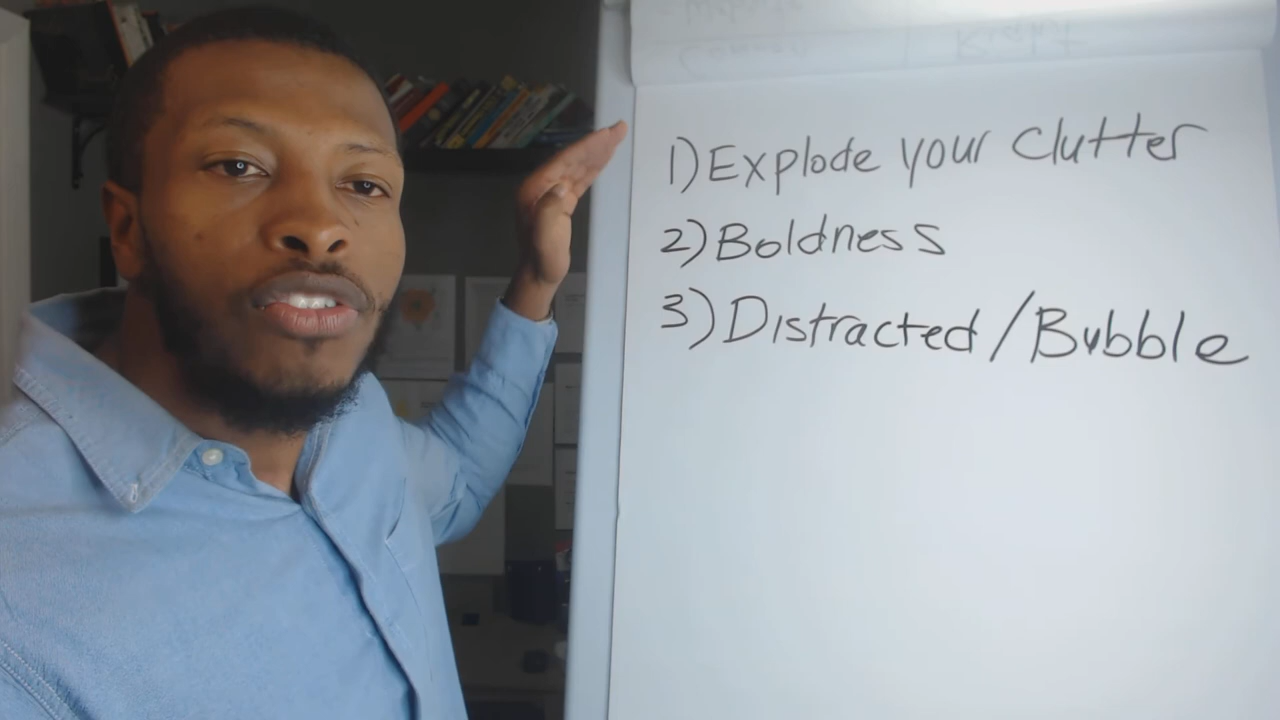 1) Explode your Clutter
2) Boldness
3) Distracted/Bubble